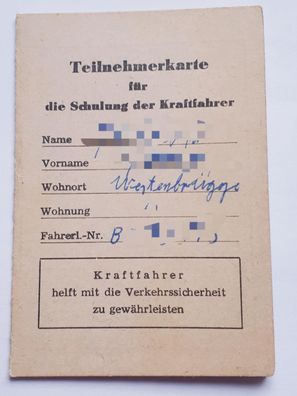 Teilnehmerkarte
für
die Schulung der Kraftfahrer
Name
Vorname
Wohnort Westenbrügge
Wohnung "
Fahrerl.-Nr. B
Kraftfahrer
helft mit die Verkehrssicherheit
zu gewährleisten